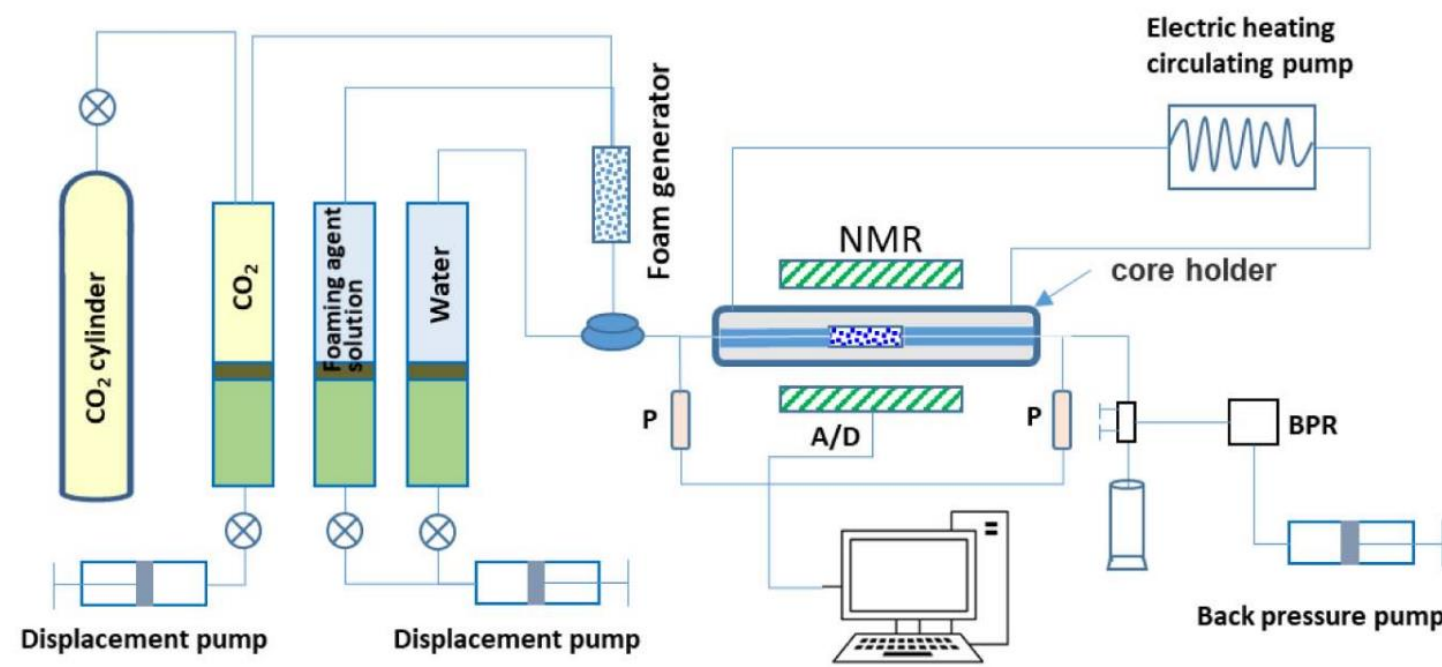 Electric heating
circulating pump
CO₂ cylinder
CO₂
Foaming agent
solution
Water
Foam generator
NMR
core holder
P
A/D
P
BPR
Displacement pump
Displacement pump
Back pressure pump